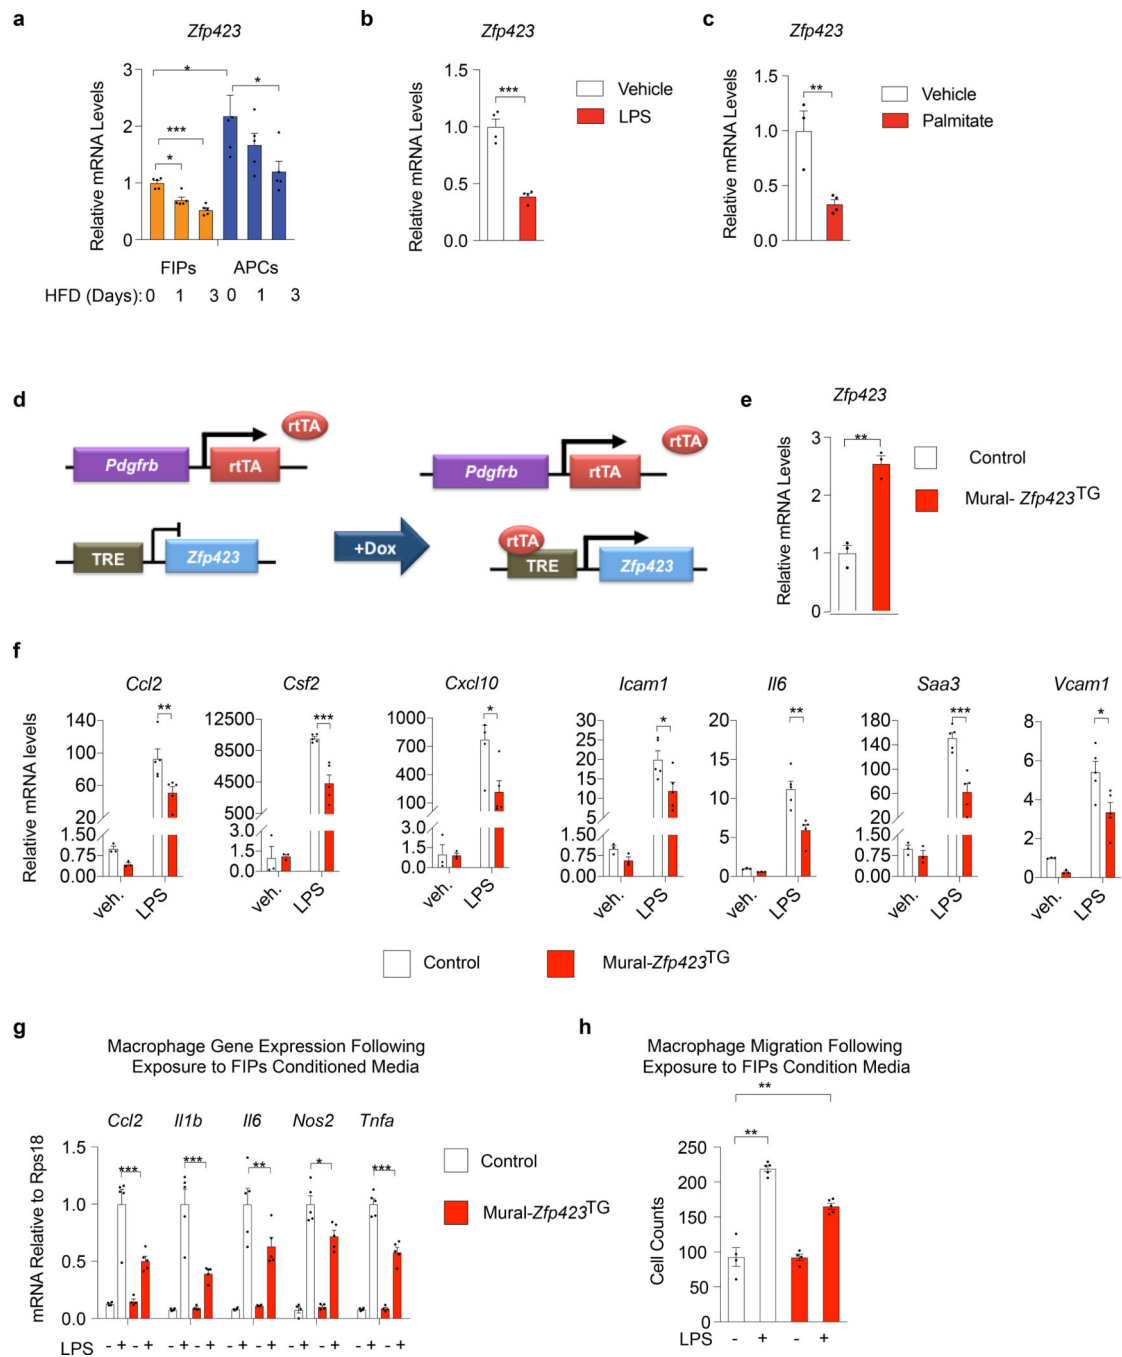 a
Zfp423
Relative mRNA Levels
3
2
1
0
*
*
***
*
FIPs APCs
HFD (Days): 0 1 3 0 1 3
b
Zfp423
Relative mRNA Levels
1.5
1.0
0.5
0.0
***
Vehicle
LPS
c
Zfp423
Relative mRNA Levels
1.5
1.0
0.5
0.0
**
Vehicle
Palmitate
d
rtTA
Pdgfrb rtTA
TRE Zfp423
+Dox
rtTA
Pdgfrb rtTA
rtTA
TRE Zfp423
e
Zfp423
Relative mRNA Levels
3
2
1
0
**
Control
Mural- Zfp423TG
f
Relative mRNA levels
Ccl2
140
100
60
20
1.50
0.75
0.00
**
veh. LPS
Csf2
12500
8500
4500
500
3.0
1.5
0.0
***
veh. LPS
Cxcl10
1000
700
400
100
3.0
1.5
0.0
*
veh. LPS
Icam1
30
25
20
15
10
5
1.50
0.75
0.00
*
veh. LPS
Il6
20
15
10
5
0
**
veh. LPS
Saa3
180
140
100
60
20
1.50
0.75
0.00
***
veh. LPS
Vcam1
8
6
4
2
0
*
veh. LPS
Control Mural-Zfp423TG
g
Macrophage Gene Expression Following
Exposure to FIPs Conditioned Media
Ccl2 Il1b Il6 Nos2 Tnfa
mRNA Relative to Rps18
1.5
1.0
0.5
0.0
*** *** ** * ***
LPS - + - + - + - + - + - + - + - + - + - +
Control
Mural-Zfp423TG
h
Macrophage Migration Following
Exposure to FIPs Condition Media
**
**
Cell Counts
250
200
150
100
50
0
LPS - + - +